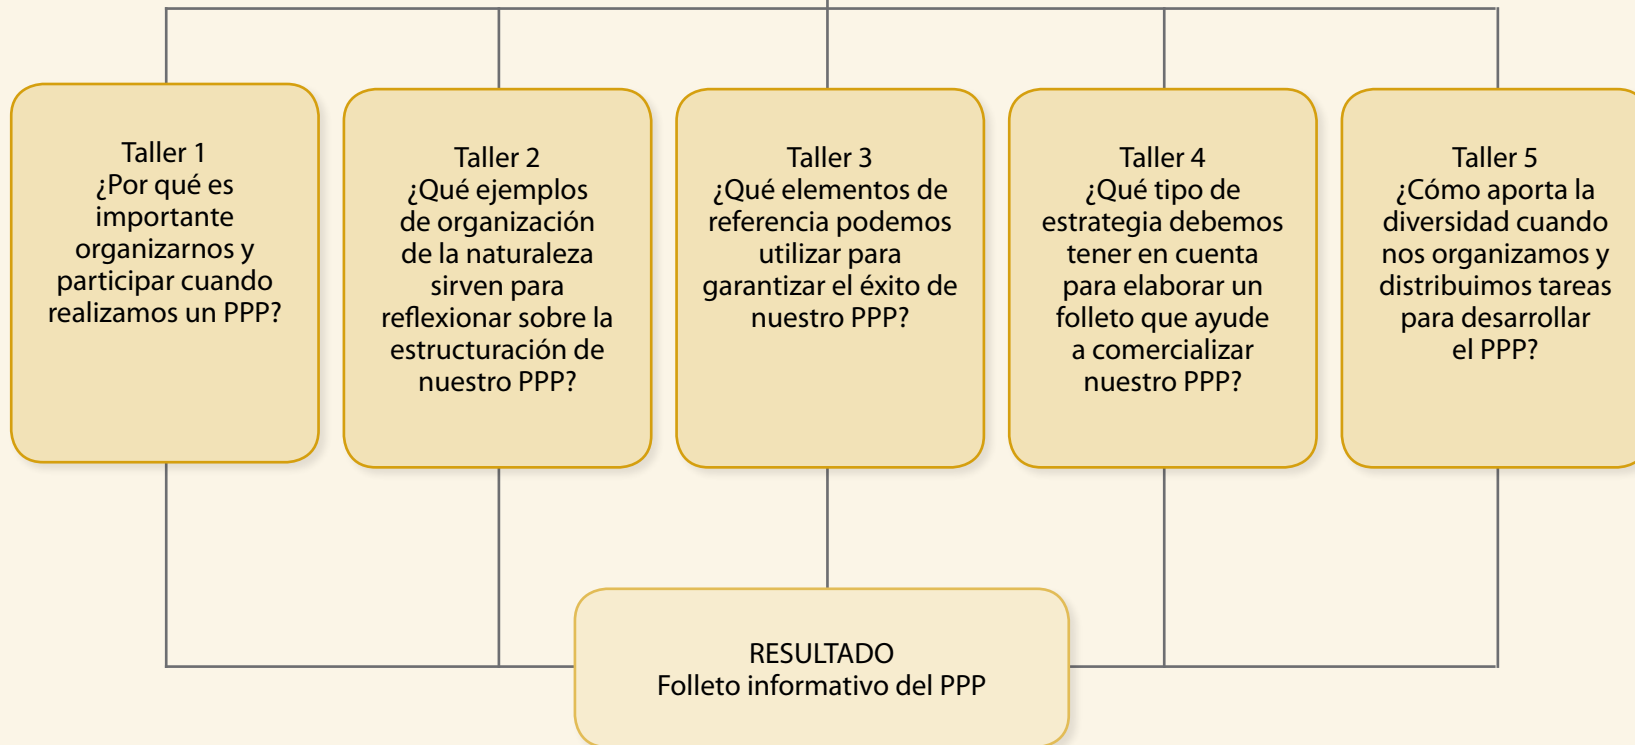 Taller 1
¿Por qué es
importante
organizarnos y
participar cuando
realizamos un PPP?
Taller 2
¿Qué ejemplos
de organización
de la naturaleza
sirven para
reflexionar sobre la
estructuración de
nuestro PPP?
Taller 3
¿Qué elementos de
referencia podemos
utilizar para
garantizar el éxito de
nuestro PPP?
Taller 4
¿Qué tipo de
estrategia debemos
tener en cuenta
para elaborar un
folleto que ayude
a comercializar
nuestro PPP?
Taller 5
¿Cómo aporta la
diversidad cuando
nos organizamos y
distribuimos tareas
para desarrollar
el PPP?
RESULTADO
Folleto informativo del PPP